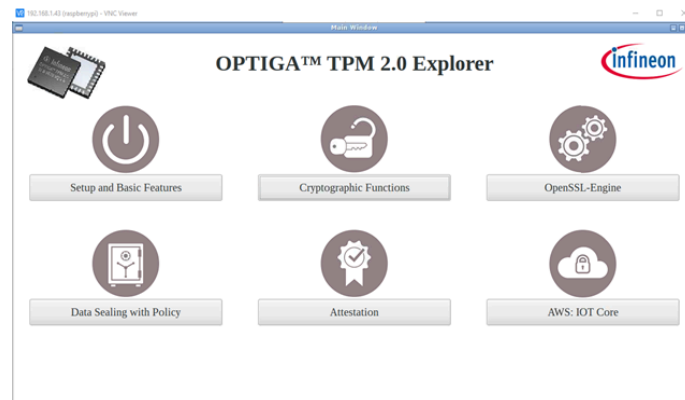 192.168.1.43 (raspberrypi) - VNC Viewer
Main Window
OPTIGA™ TPM 2.0 Explorer
infineon
Setup and Basic Features
Cryptographic Functions
OpenSSL-Engine
Data Sealing with Policy
Attestation
AWS: IOT Core